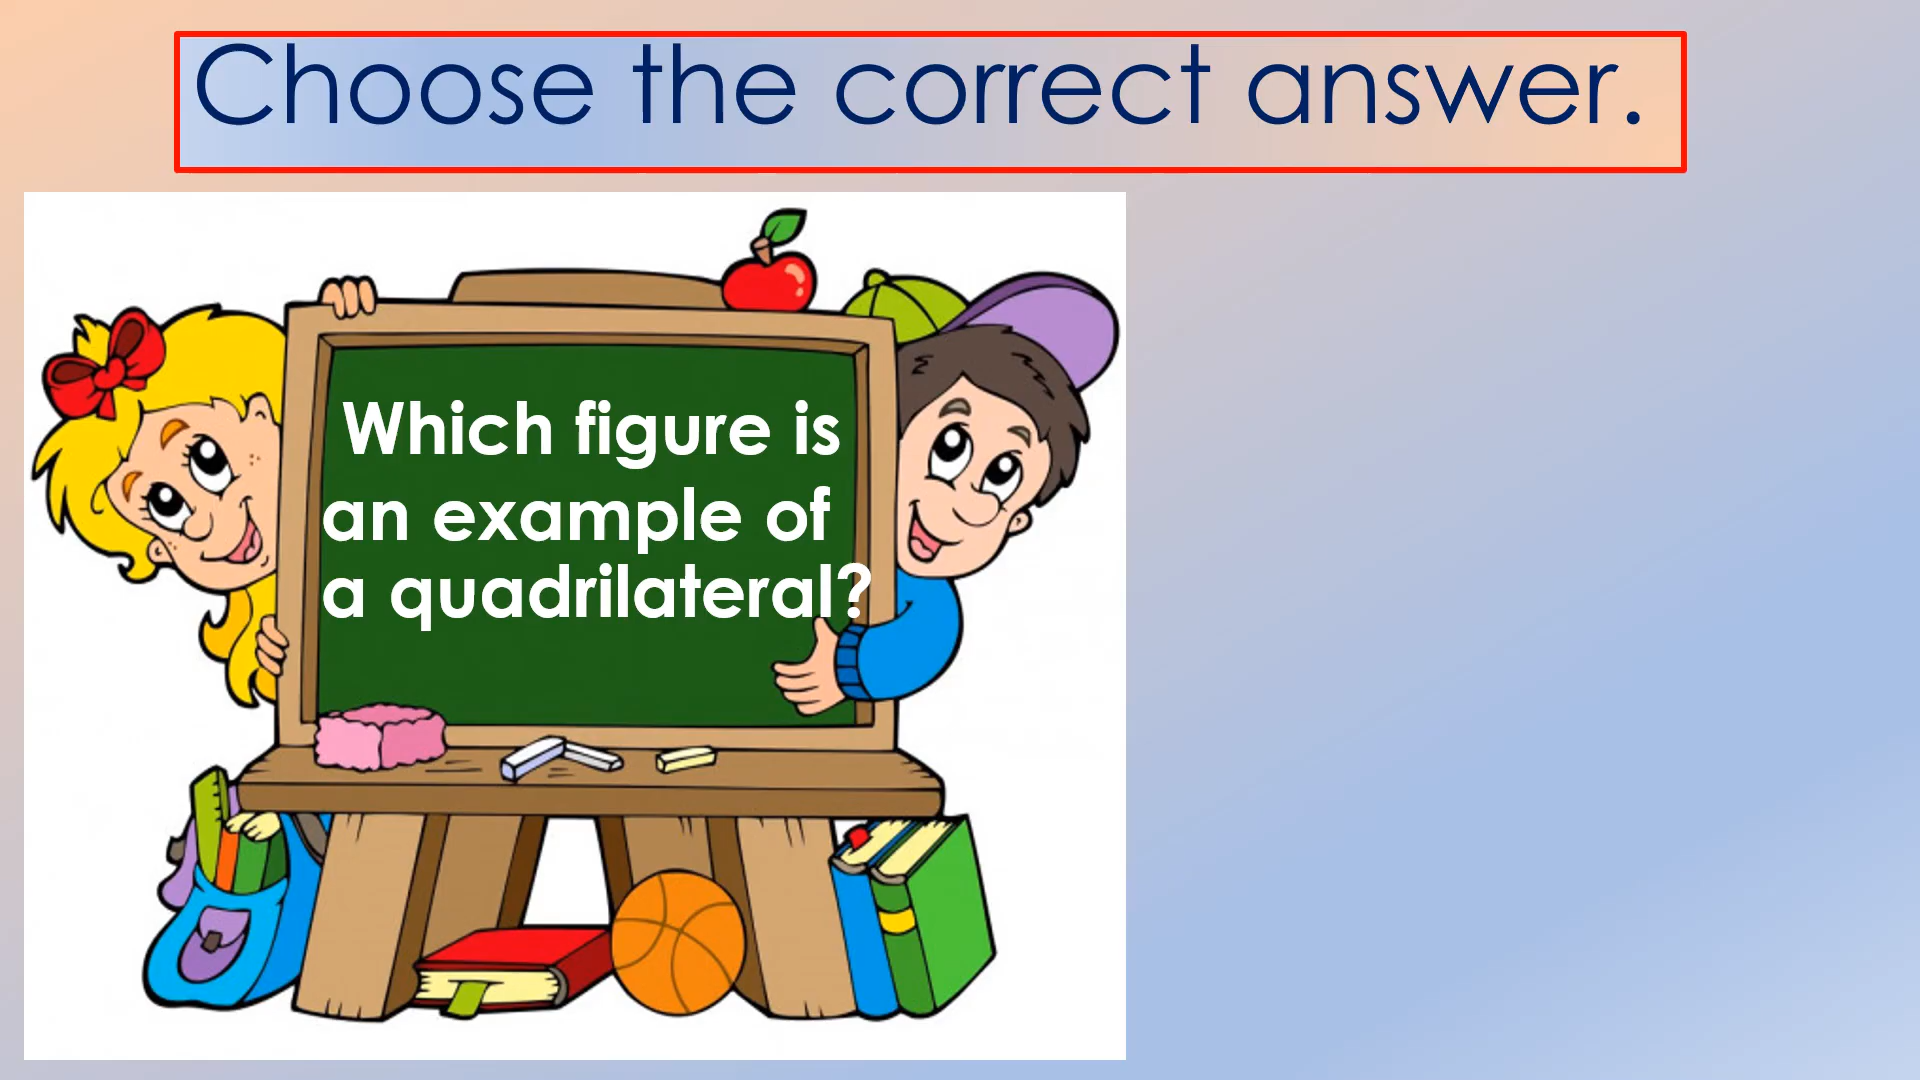 Choose the correct answer.
Which figure is
an example of
a quadrilateral?